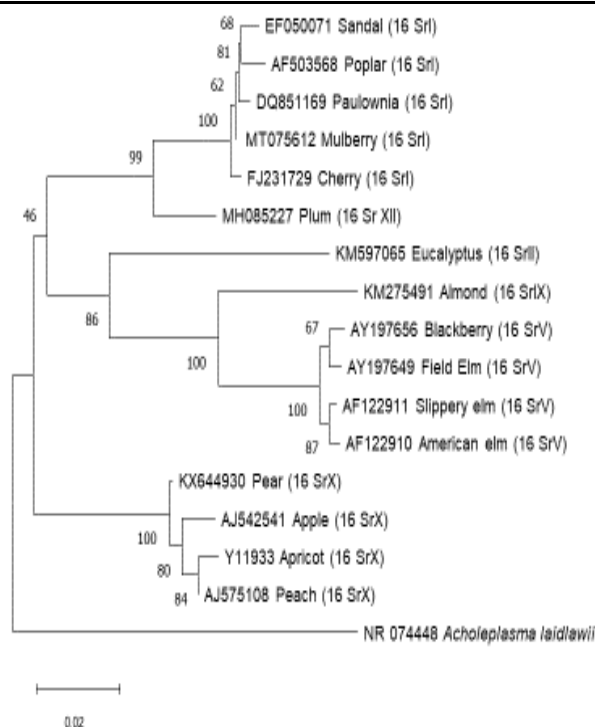 68
EF050071 Sandal (16 SrI)
81
AF503568 Poplar (16 SrI)
62
DQ851169 Paulownia (16 SrI)
100
MT075612 Mulberry (16 SrI)
99
FJ231729 Cherry (16 SrI)
46
MH085227 Plum (16 Sr XII)
KM597065 Eucalyptus (16 SrII)
86
KM275491 Almond (16 SrIX)
67
AY197656 Blackberry (16 SrV)
100
AY197649 Field Elm (16 SrV)
100
AF122911 Slippery elm (16 SrV)
87
AF122910 American elm (16 SrV)
KX644930 Pear (16 SrX)
AJ542541 Apple (16 SrX)
100
Y11933 Apricot (16 SrX)
80
84
AJ575108 Peach (16 SrX)
NR 074448 Acholeplasma laidlawii
0.02